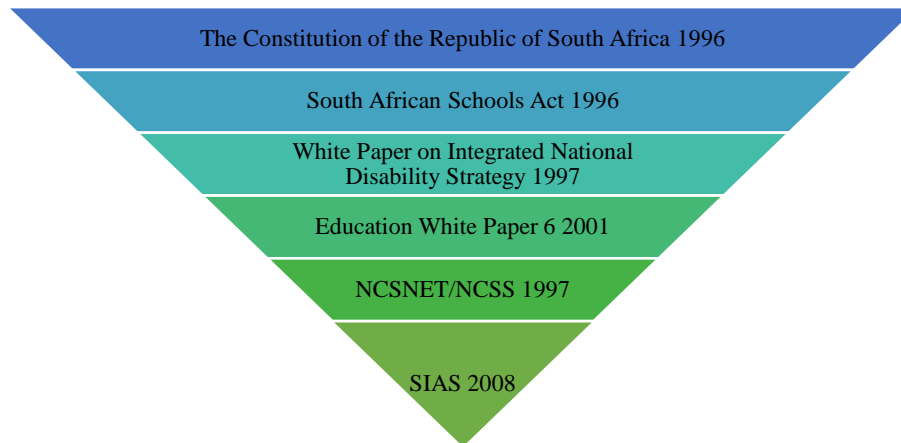 The Constitution of the Republic of South Africa 1996
South African Schools Act 1996
White Paper on Integrated National
Disability Strategy 1997
Education White Paper 6 2001
NCSNET/NCSS 1997
SIAS 2008